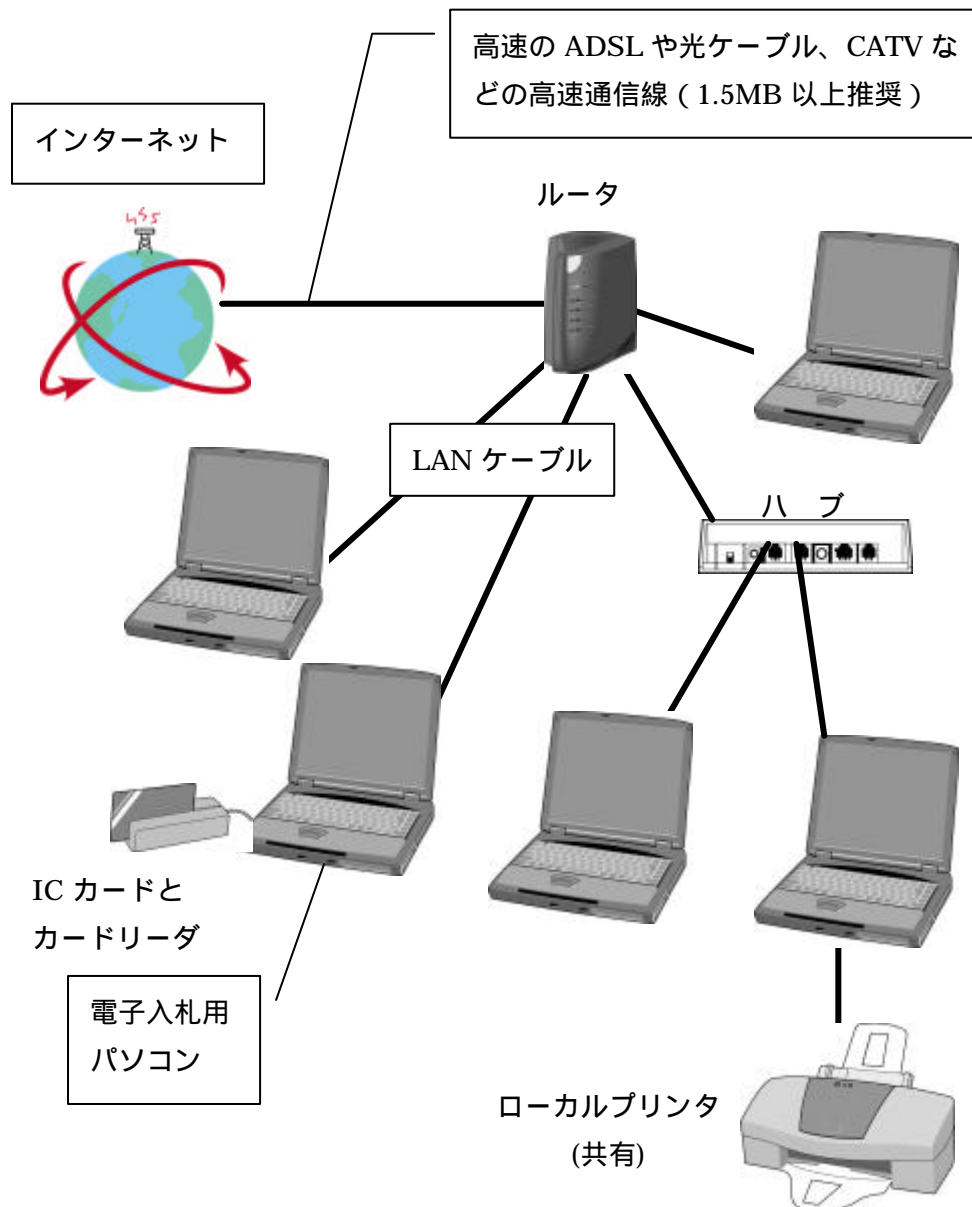 高速の ADSL や光ケーブル、CATV な
どの高速通信線（1.5MB 以上推奨）
インターネット
ルータ
LAN ケーブル
ハ ブ
IC カードと
カードリーダ
電子入札用
パソコン
ローカルプリンタ
(共有)